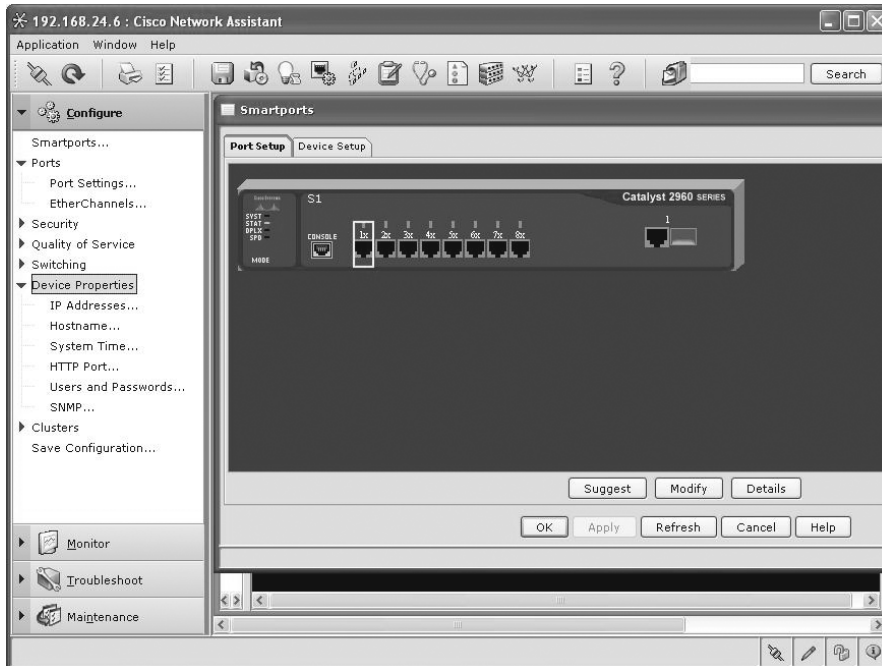 192.168.24.6 : Cisco Network Assistant
Application Window Help
Search
Configure
Smartports...
Ports
Port Settings...
EtherChannels...
Security
Quality of Service
Switching
Device Properties
IP Addresses...
Hostname...
System Time...
HTTP Port...
Users and Passwords...
SNMP...
Clusters
Save Configuration...
Monitor
Troubleshoot
Maintenance
Smartports
Port Setup Device Setup
S1 Catalyst 2960 SERIES
SYST
STAT
DPLX
SPD
MODE
CONSOLE
1x 2x 3x 4x 5x 6x 7x 8x
1
Suggest Modify Details
OK Apply Refresh Cancel Help